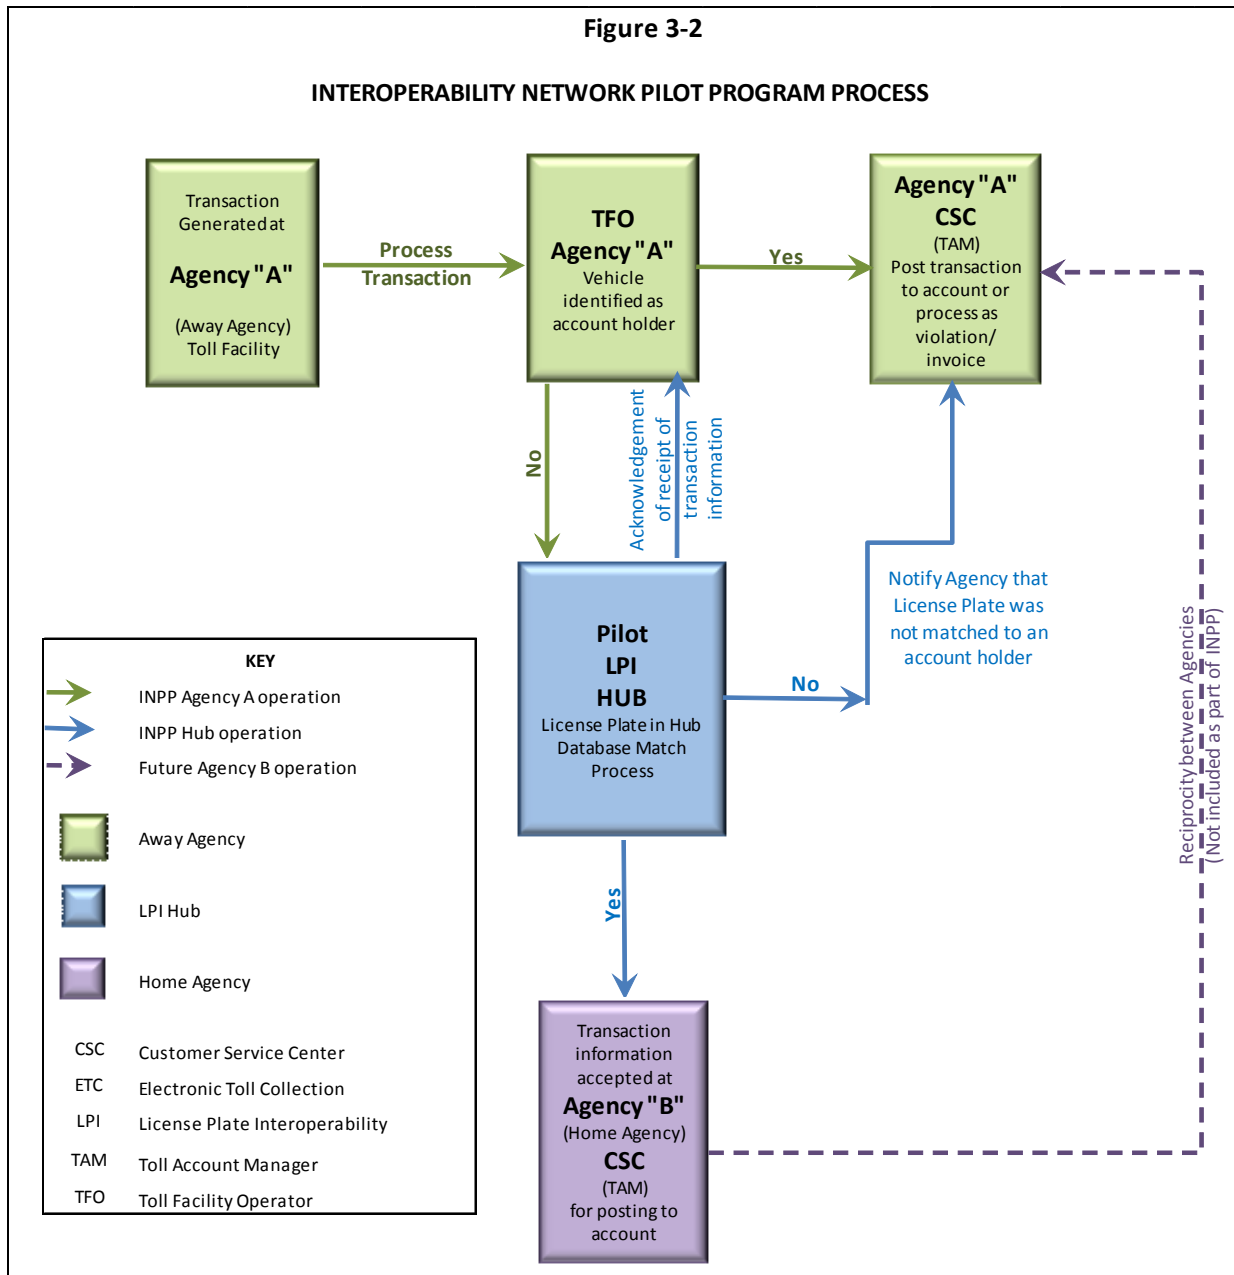 Figure 3-2
INTEROPERABILITY NETWORK PILOT PROGRAM PROCESS
Transaction
Generated at
Agency "A"
(Away Agency)
Toll Facility
Process
Transaction
TFO
Agency "A"
Vehicle
identified as
account holder
Yes
Agency "A"
CSC
(TAM)
Post transaction
to account or
process as
violation/
invoice
No
Acknowledgement
of receipt of
transaction
information
Pilot
LPI
HUB
License Plate in Hub
Database Match
Process
No
Notify Agency that
License Plate was
not matched to an
account holder
Reciprocity between Agencies
(Not included as part of INPP)
Yes
Transaction
information
accepted at
Agency "B"
(Home Agency)
CSC
(TAM)
for posting to
account
KEY
INPP Agency A operation
INPP Hub operation
Future Agency B operation
Away Agency
LPI Hub
Home Agency
CSC Customer Service Center
ETC Electronic Toll Collection
LPI License Plate Interoperability
TAM Toll Account Manager
TFO Toll Facility Operator